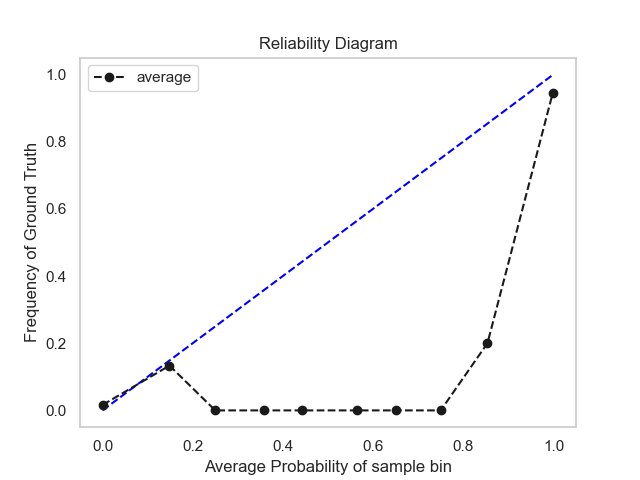 Reliability Diagram
average
1.0
0.8
0.6
0.4
0.2
0.0
Frequency of Ground Truth
0.0 0.2 0.4 0.6 0.8 1.0
Average Probability of sample bin